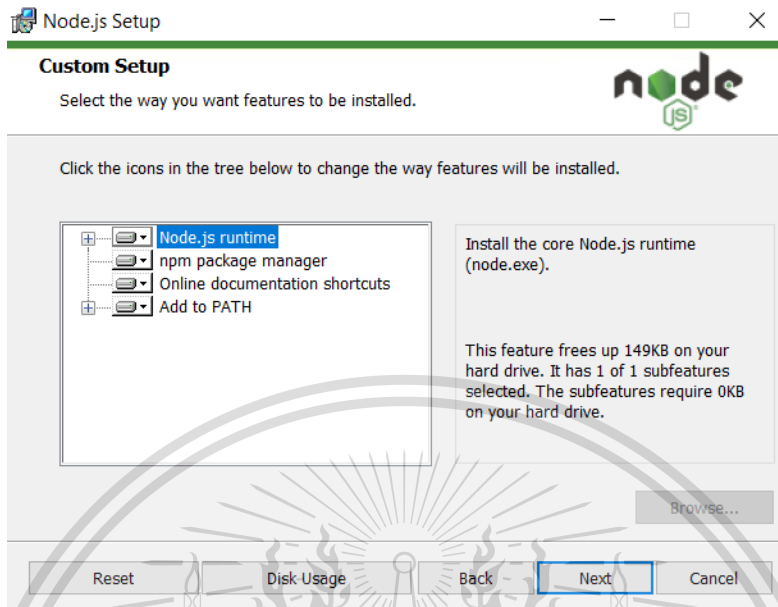 Node.js Setup
Custom Setup
Select the way you want features to be installed.
node
JS
Click the icons in the tree below to change the way features will be installed.
Node.js runtime
npm package manager
Online documentation shortcuts
Add to PATH
Install the core Node.js runtime
(node.exe).
This feature frees up 149KB on your
hard drive. It has 1 of 1 subfeatures
selected. The subfeatures require 0KB
on your hard drive.
Browse...
Reset Disk Usage Back Next Cancel